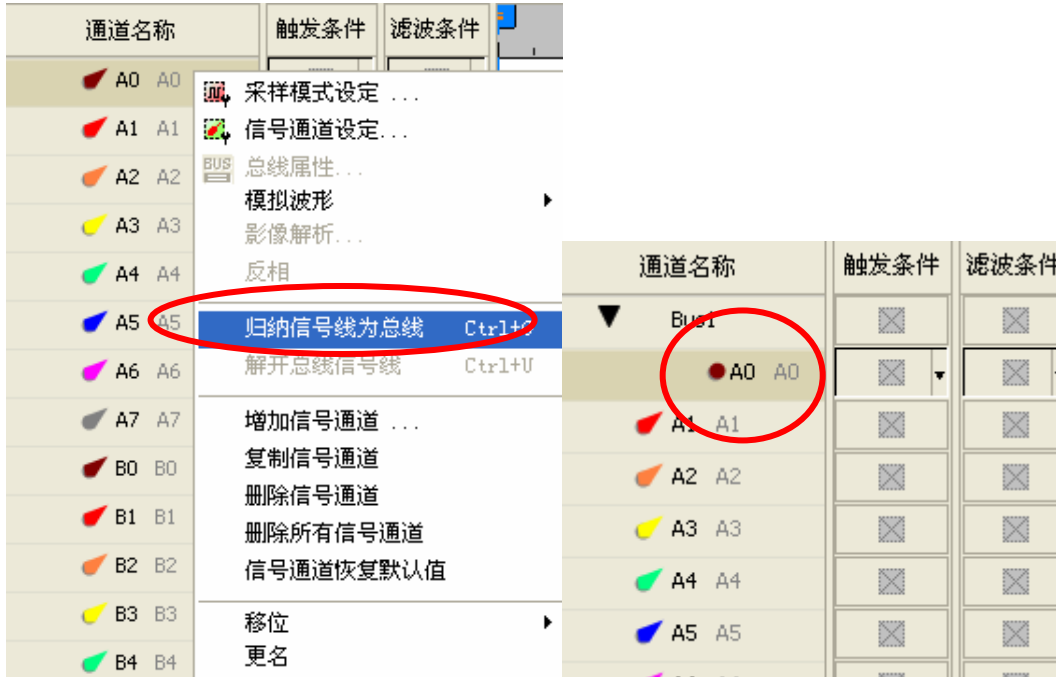 通道名称 触发条件 滤波条件
A0 A0
A1 A1
A2 A2
A3 A3
A4 A4
A5 A5
A6 A6
A7 A7
B0 B0
B1 B1
B2 B2
B3 B3
B4 B4
采样模式设定 ...
信号通道设定...
BUS 总线属性...
模拟波形
影像解析...
反相
归纳信号线为总线 Ctrl+G
解开总线信号线 Ctrl+U
增加信号通道 ...
复制信号通道
删除信号通道
删除所有信号通道
信号通道恢复默认值
移位
更名
通道名称 触发条件 滤波条件
Bus1
A0 A0
A1 A1
A2 A2
A3 A3
A4 A4
A5 A5